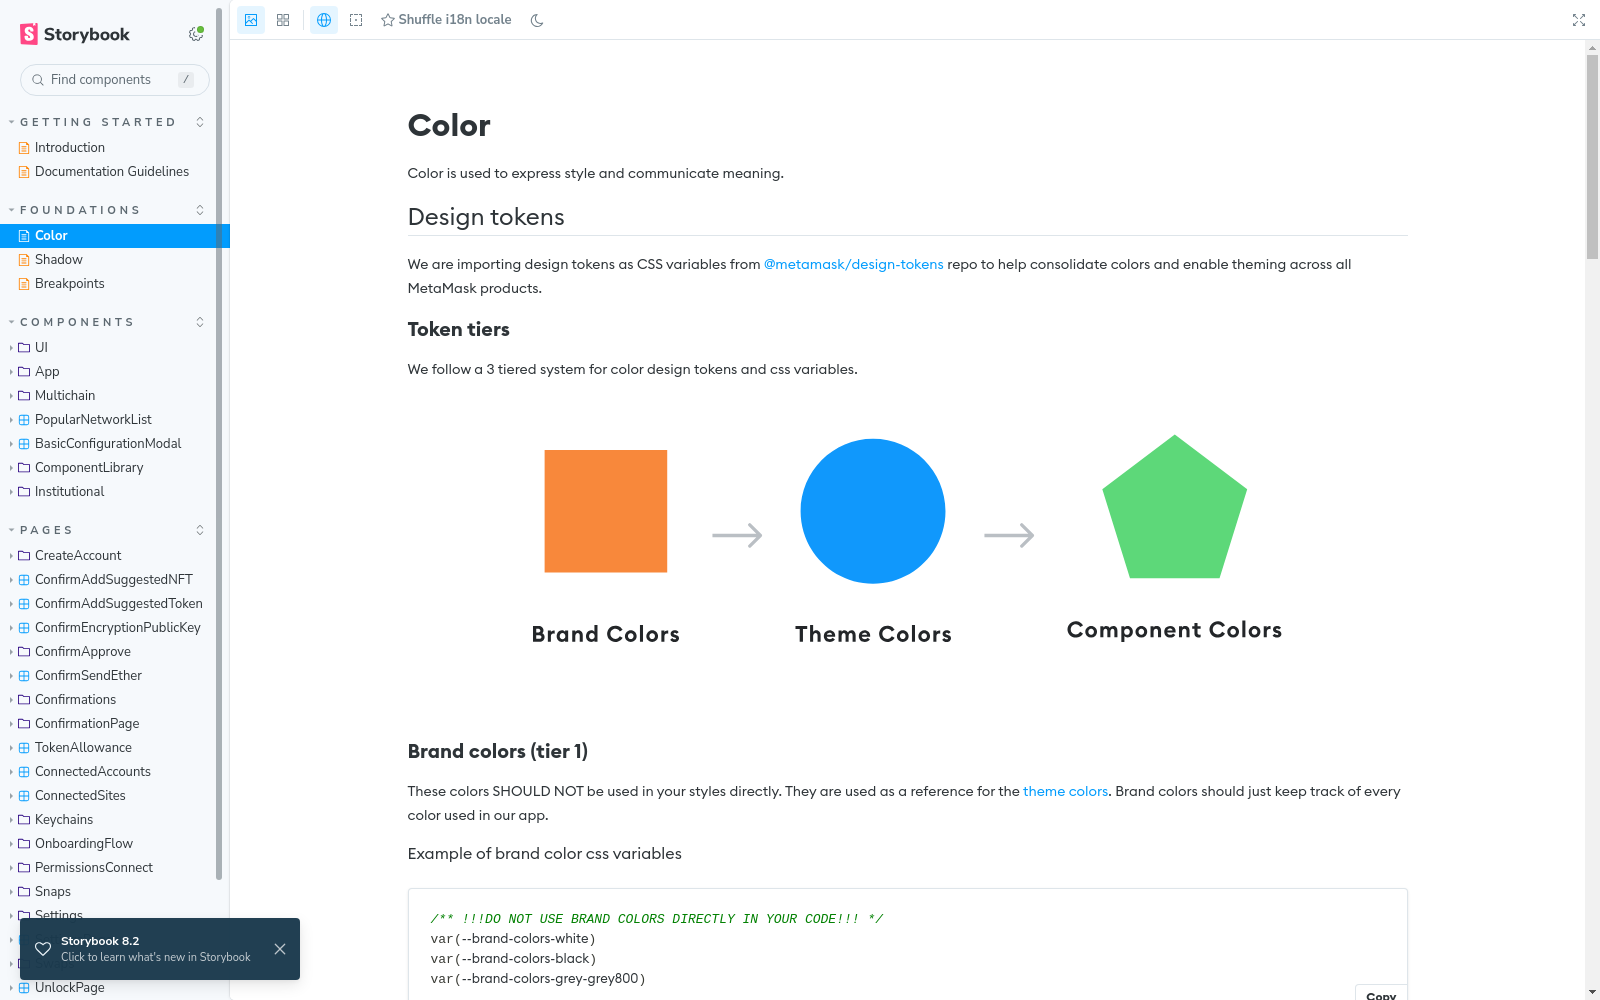 Storybook
Find components
/
GETTING STARTED
Introduction
Documentation Guidelines
FOUNDATIONS
Color
Shadow
Breakpoints
COMPONENTS
UI
App
Multichain
PopularNetworkList
BasicConfigurationModal
ComponentLibrary
Institutional
PAGES
CreateAccount
ConfirmAddSuggestedNFT
ConfirmAddSuggestedToken
ConfirmEncryptionPublicKey
ConfirmApprove
ConfirmSendEther
Confirmations
ConfirmationPage
TokenAllowance
ConnectedAccounts
ConnectedSites
Keychains
OnboardingFlow
PermissionsConnect
Snaps
Settings
Storybook 8.2
Click to learn what's new in Storybook
UnlockPage
Shuffle i18n locale
Color
Color is used to express style and communicate meaning.
Design tokens
We are importing design tokens as CSS variables from @metamask/design-tokens repo to help consolidate colors and enable theming across all
MetaMask products.
Token tiers
We follow a 3 tiered system for color design tokens and css variables.
Brand Colors
Theme Colors
Component Colors
Brand colors (tier 1)
These colors SHOULD NOT be used in your styles directly. They are used as a reference for the theme colors. Brand colors should just keep track of every
color used in our app.
Example of brand color css variables
/** !!!DO NOT USE BRAND COLORS DIRECTLY IN YOUR CODE!!! */
var(--brand-colors-white)
var(--brand-colors-black)
var(--brand-colors-grey-grey800)
Copy